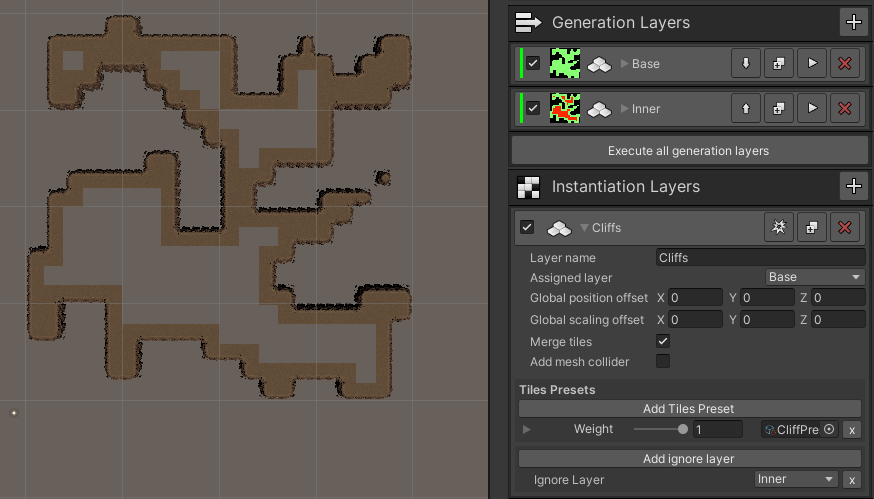 Generation Layers
Base
Inner
Execute all generation layers
Instantiation Layers
Cliffs
Layer name Cliffs
Assigned layer Base
Global position offset X 0 Y 0 Z 0
Global scaling offset X 0 Y 0 Z 0
Merge tiles
Add mesh collider
Tiles Presets
Add Tiles Preset
Weight 1 CliffPre x
Add ignore layer
Ignore Layer Inner x